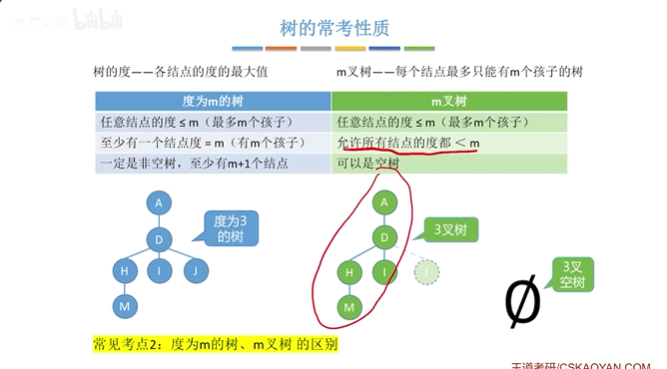 bilibili
树的常考性质
树的度——各结点的度的最大值
m叉树——每个结点最多只能有m个孩子的树
度为m的树
m叉树
任意结点的度 ≤ m（最多m个孩子）
任意结点的度 ≤ m（最多m个孩子）
至少有一个结点度 = m（有m个孩子）
允许所有结点的度都 < m
一定是非空树，至少有m+1个结点
可以是空树
A
D
H
I
J
M
度为3
的树
A
D
H
I
J
M
3叉树
Ø
3叉
空树
常见考点2：度为m的树、m叉树 的区别
王道考研/CSKAOYAN.COM